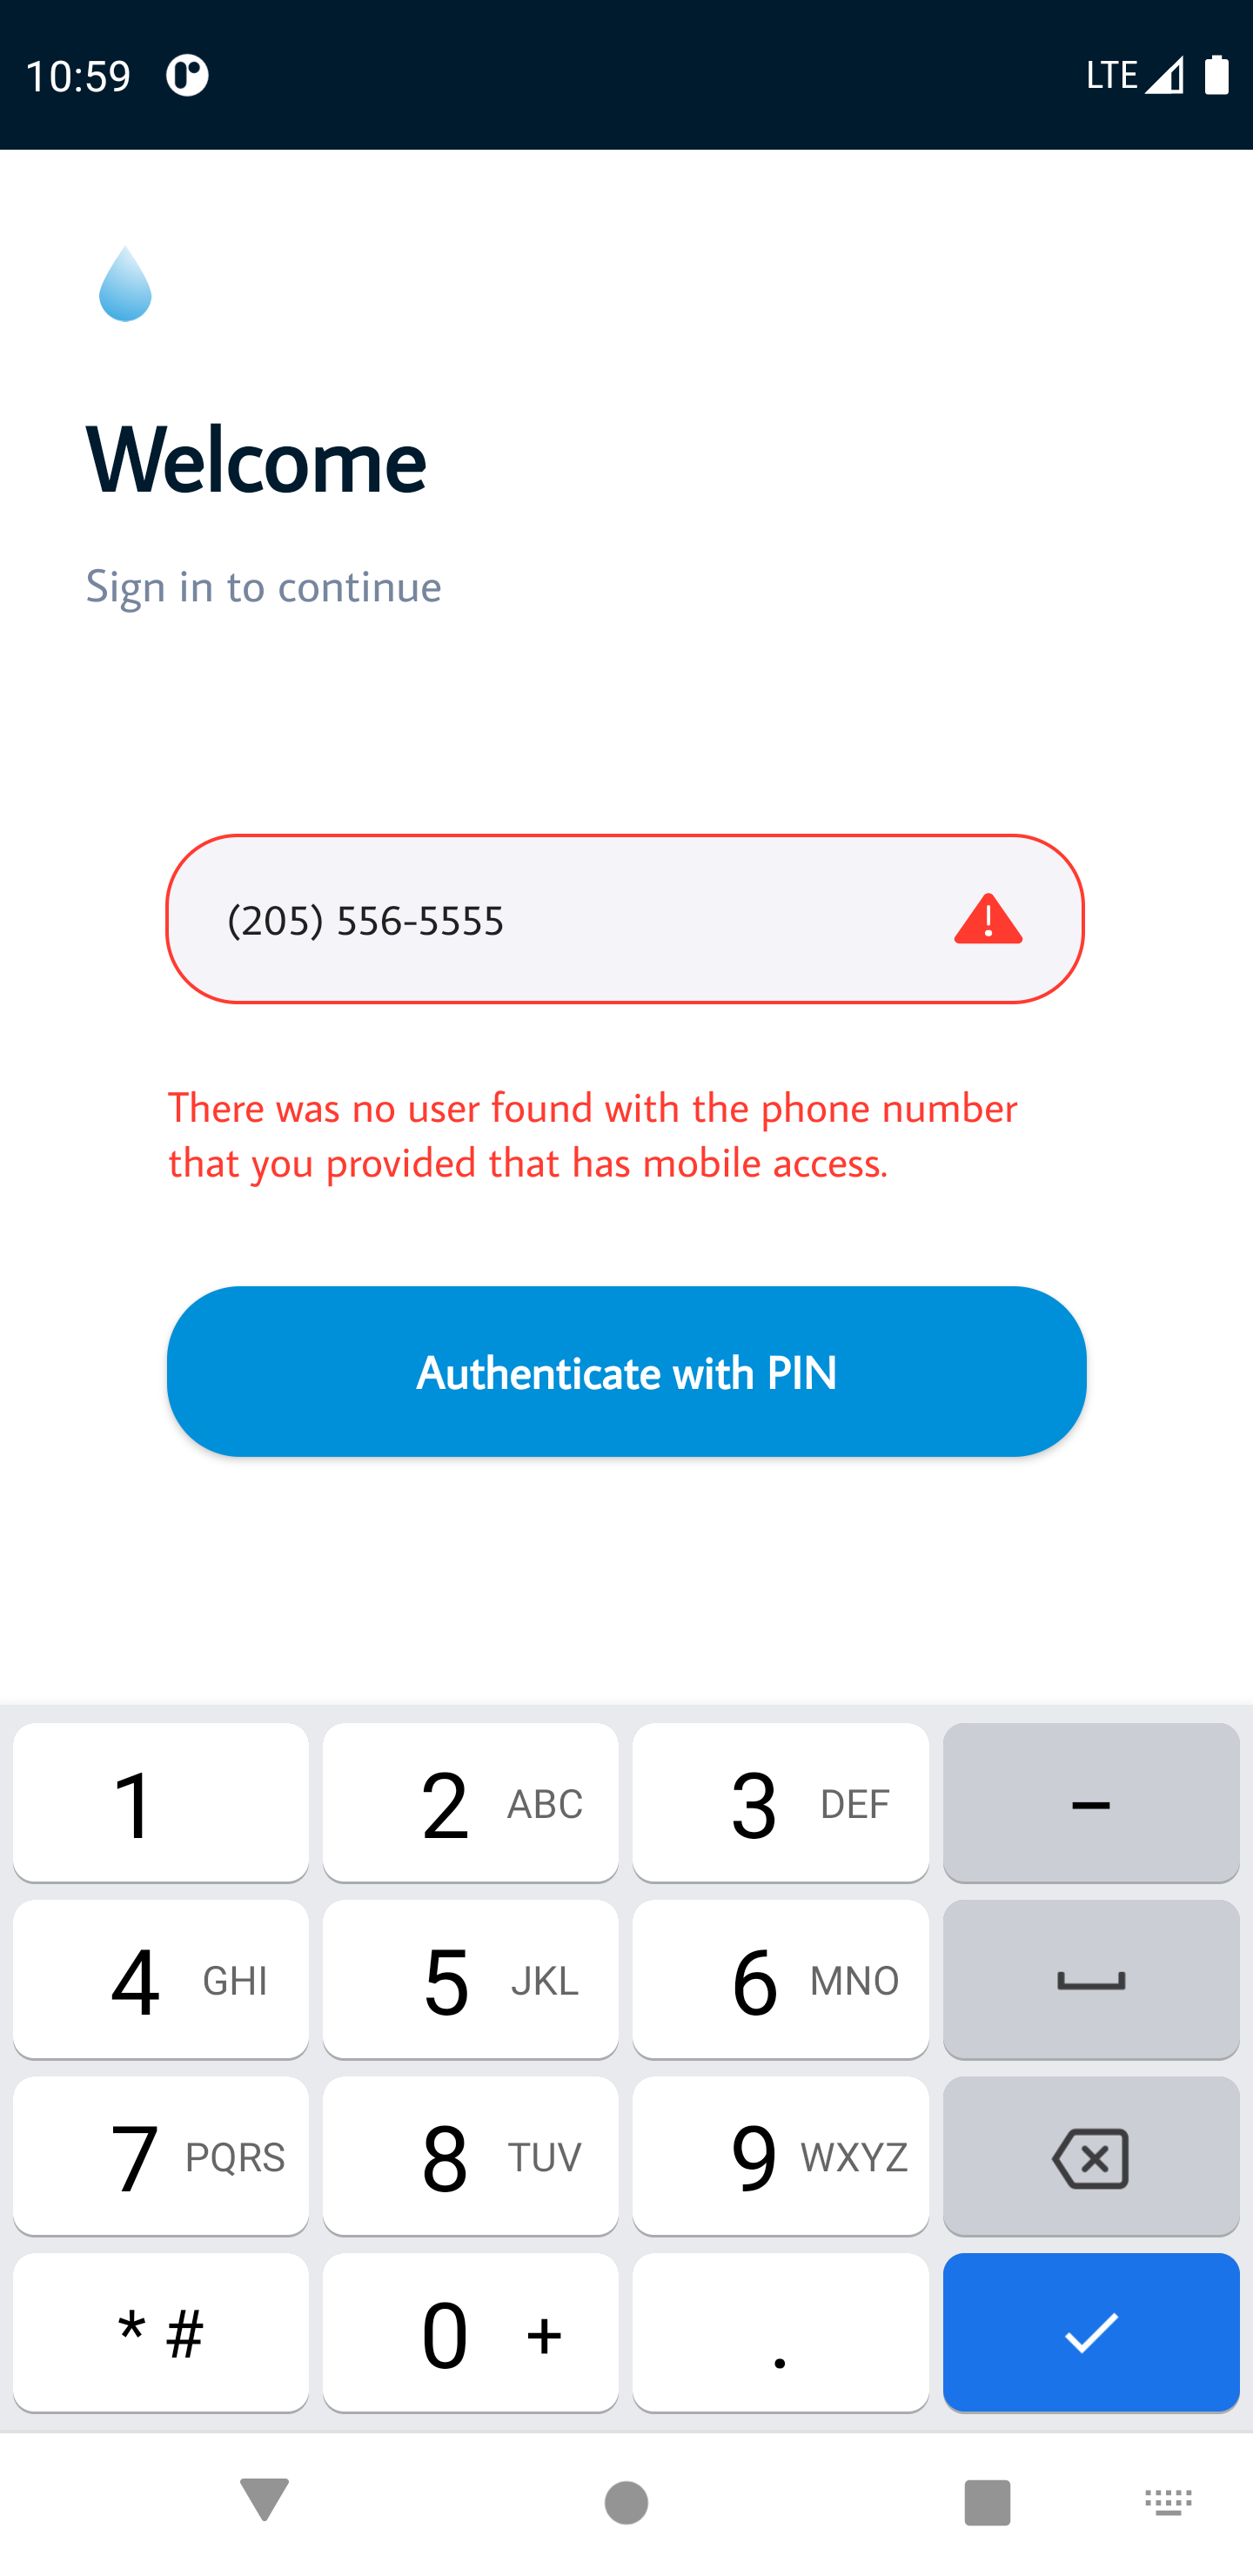 10:59
LTE
Welcome
Sign in to continue
(205) 556-5555
There was no user found with the phone number
that you provided that has mobile access.
Authenticate with PIN
1 2 ABC 3 DEF –
4 GHI 5 JKL 6 MNO
7 PQRS 8 TUV 9 WXYZ
* # 0 + .